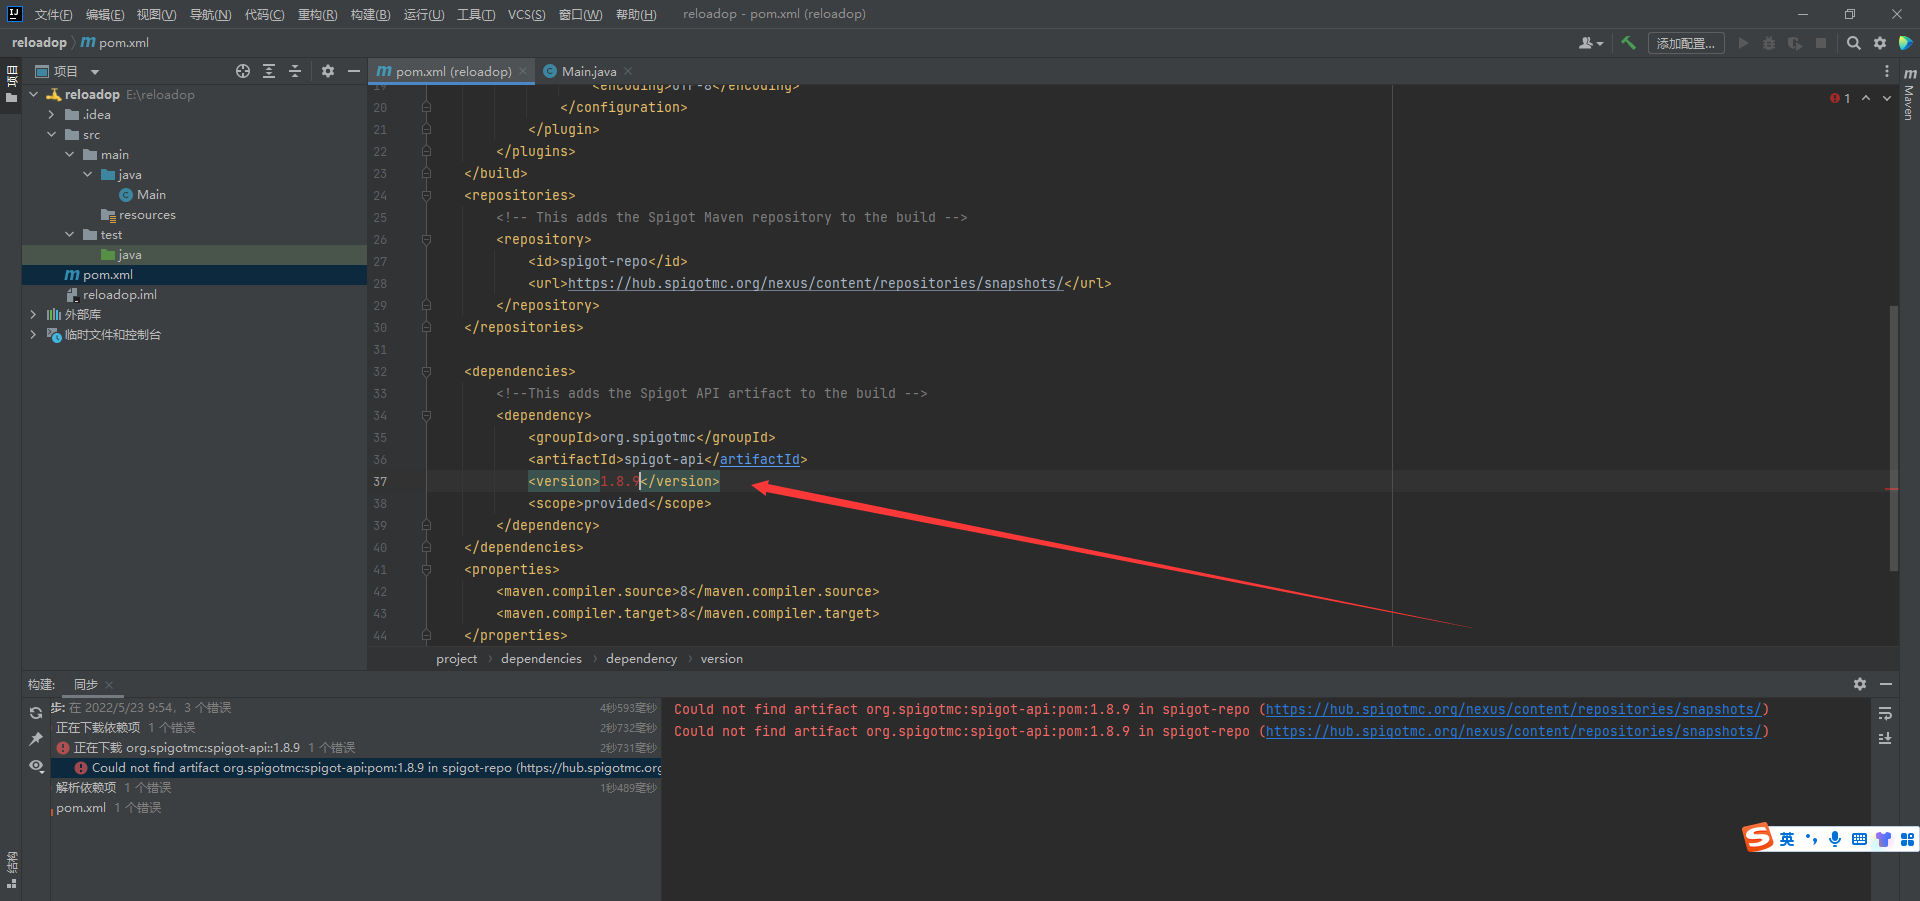 文件(F) 编辑(E) 视图(V) 导航(N) 代码(C) 重构(R) 构建(B) 运行(U) 工具(T) VCS(S) 窗口(W) 帮助(H) reloadop - pom.xml (reloadop)
reloadop pom.xml
添加配置...
项目
项目
pom.xml (reloadop)
Main.java
Maven
reloadop E:\reloadop
.idea
src
main
java
Main
resources
test
java
pom.xml
reloadop.iml
外部库
临时文件和控制台
19 <encoding>UTF-8</encoding>
20 </configuration>
21 </plugin>
22 </plugins>
23 </build>
24 <repositories>
25 <!-- This adds the Spigot Maven repository to the build -->
26 <repository>
27 <id>spigot-repo</id>
28 <url>https://hub.spigotmc.org/nexus/content/repositories/snapshots/</url>
29 </repository>
30 </repositories>
31
32 <dependencies>
33 <!--This adds the Spigot API artifact to the build -->
34 <dependency>
35 <groupId>org.spigotmc</groupId>
36 <artifactId>spigot-api</artifactId>
37 <version>1.8.9</version>
38 <scope>provided</scope>
39 </dependency>
40 </dependencies>
41 <properties>
42 <maven.compiler.source>8</maven.compiler.source>
43 <maven.compiler.target>8</maven.compiler.target>
44 </properties>
1
project dependencies dependency version
构建: 同步
步: 在 2022/5/23 9:54, 3 个错误 4秒593毫秒
正在下载依赖项 1 个错误 2秒732毫秒
正在下载 org.spigotmc:spigot-api::1.8.9 1 个错误 2秒731毫秒
Could not find artifact org.spigotmc:spigot-api:pom:1.8.9 in spigot-repo (https://hub.spigotmc.org
解析依赖项 1 个错误 1秒489毫秒
pom.xml 1 个错误
Could not find artifact org.spigotmc:spigot-api:pom:1.8.9 in spigot-repo (https://hub.spigotmc.org/nexus/content/repositories/snapshots/)
Could not find artifact org.spigotmc:spigot-api:pom:1.8.9 in spigot-repo (https://hub.spigotmc.org/nexus/content/repositories/snapshots/)
结构
英